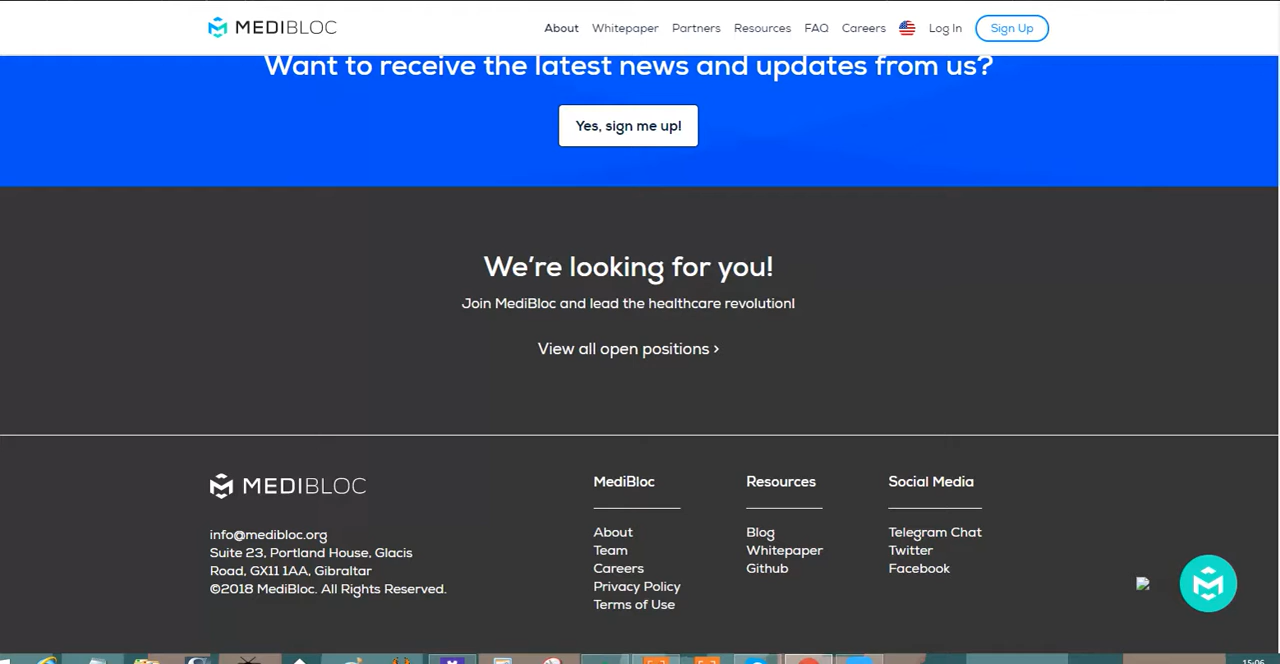 MEDIBLOC
About Whitepaper Partners Resources FAQ Careers Log In Sign Up
Want to receive the latest news and updates from us?
Yes, sign me up!
We’re looking for you!
Join MediBloc and lead the healthcare revolution!
View all open positions >
MEDIBLOC
info@medibloc.org
Suite 23, Portland House, Glacis
Road, GX11 1AA, Gibraltar
©2018 MediBloc. All Rights Reserved.
MediBloc
About
Team
Careers
Privacy Policy
Terms of Use
Resources
Blog
Whitepaper
Github
Social Media
Telegram Chat
Twitter
Facebook
15:06